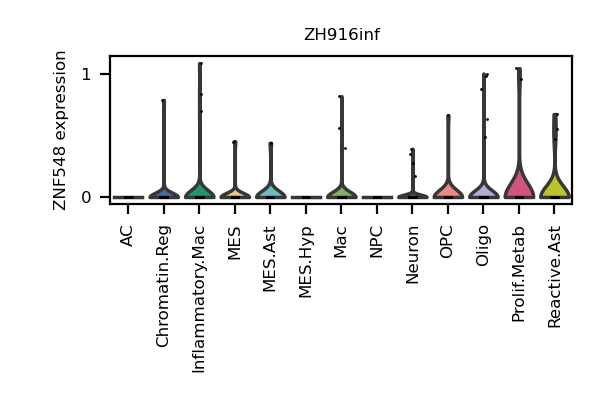 ZH916inf
ZNF548 expression
1
0
AC
Chromatin.Reg
Inflammatory.Mac
MES
MES.Ast
MES.Hyp
Mac
NPC
Neuron
OPC
Oligo
Prolif.Metab
Reactive.Ast